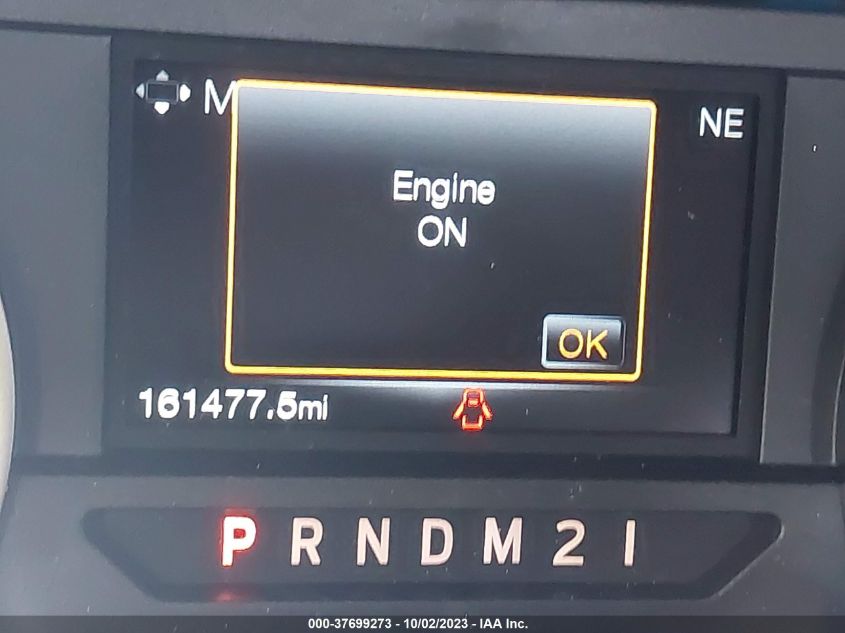 M
NE
Engine
ON
OK
161477.5mi
P R N D M 2 1
000-37699273 - 10/02/2023 - IAA Inc.